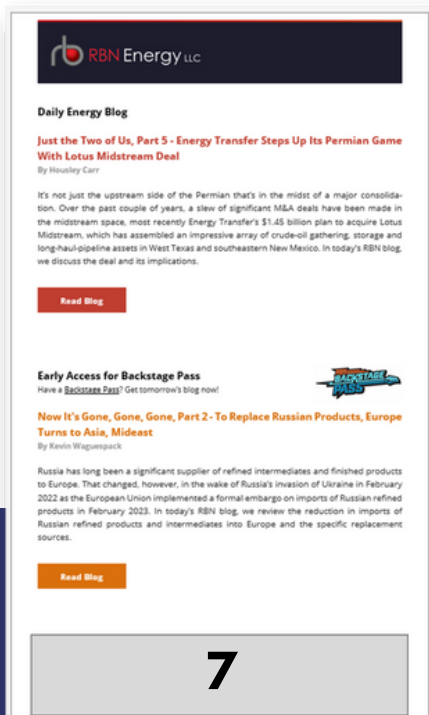 RBN Energy LLC
Daily Energy Blog
Just the Two of Us, Part 5 - Energy Transfer Steps Up Its Permian Game
With Lotus Midstream Deal
By Housley Carr
It's not just the upstream side of the Permian that's in the midst of a major consolida-
tion. Over the past couple of years, a slew of significant M&A deals have been made in
the midstream space, most recently Energy Transfer's $1.45 billion plan to acquire Lotus
Midstream, which has assembled an impressive array of crude-oil gathering, storage and
long-haul-pipeline assets in West Texas and southeastern New Mexico. In today's RBN blog,
we discuss the deal and its implications.
Read Blog
Early Access for Backstage Pass
BACKSTAGE
PASS
Have a Backstage Pass? Get tomorrow's blog now!
Now It's Gone, Gone, Gone, Part 2 - To Replace Russian Products, Europe
Turns to Asia, Mideast
By Kevin Waguespack
Russia has long been a significant supplier of refined intermediates and finished products
to Europe. That changed, however, in the wake of Russia's invasion of Ukraine in February
2022 as the European Union implemented a formal embargo on imports of Russian refined
products in February 2023. In today's RBN blog, we review the reduction in imports of
Russian refined products and intermediates into Europe and the specific replacement
sources.
Read Blog
7